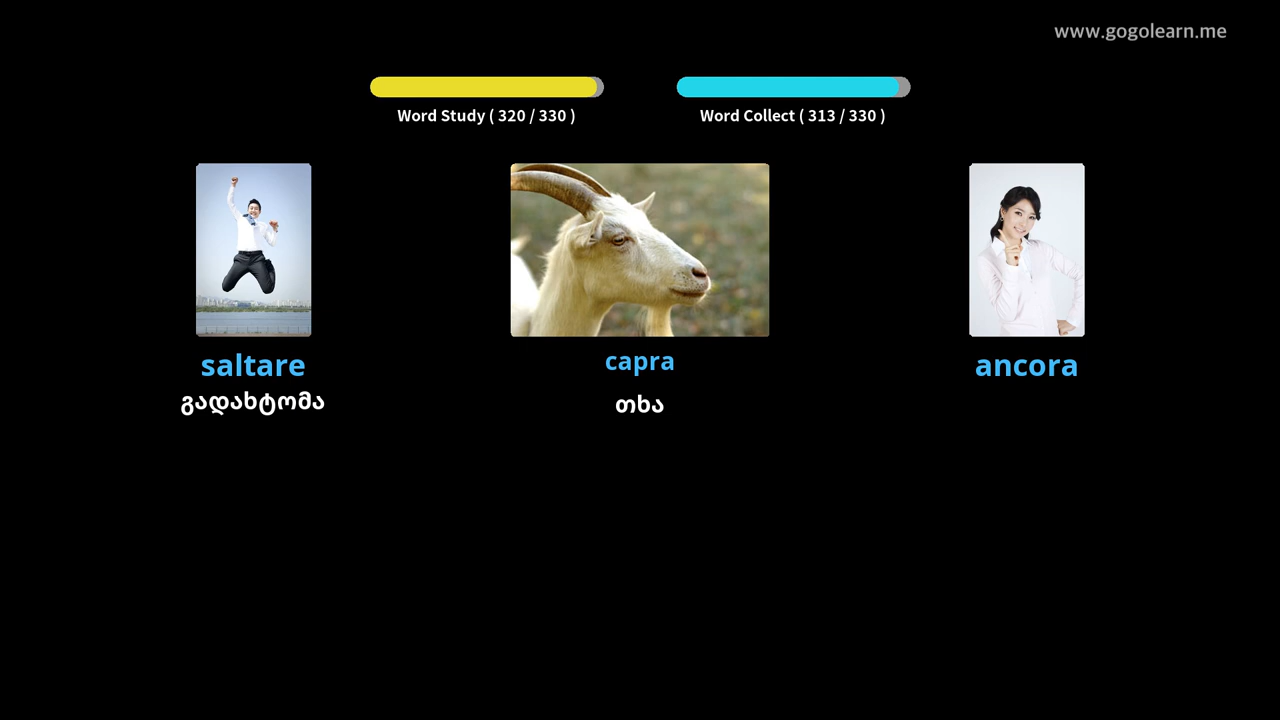 www.gogolearn.me
Word Study ( 320 / 330 )
Word Collect ( 313 / 330 )
saltare
გადახტომა
capra
თხა
ancora